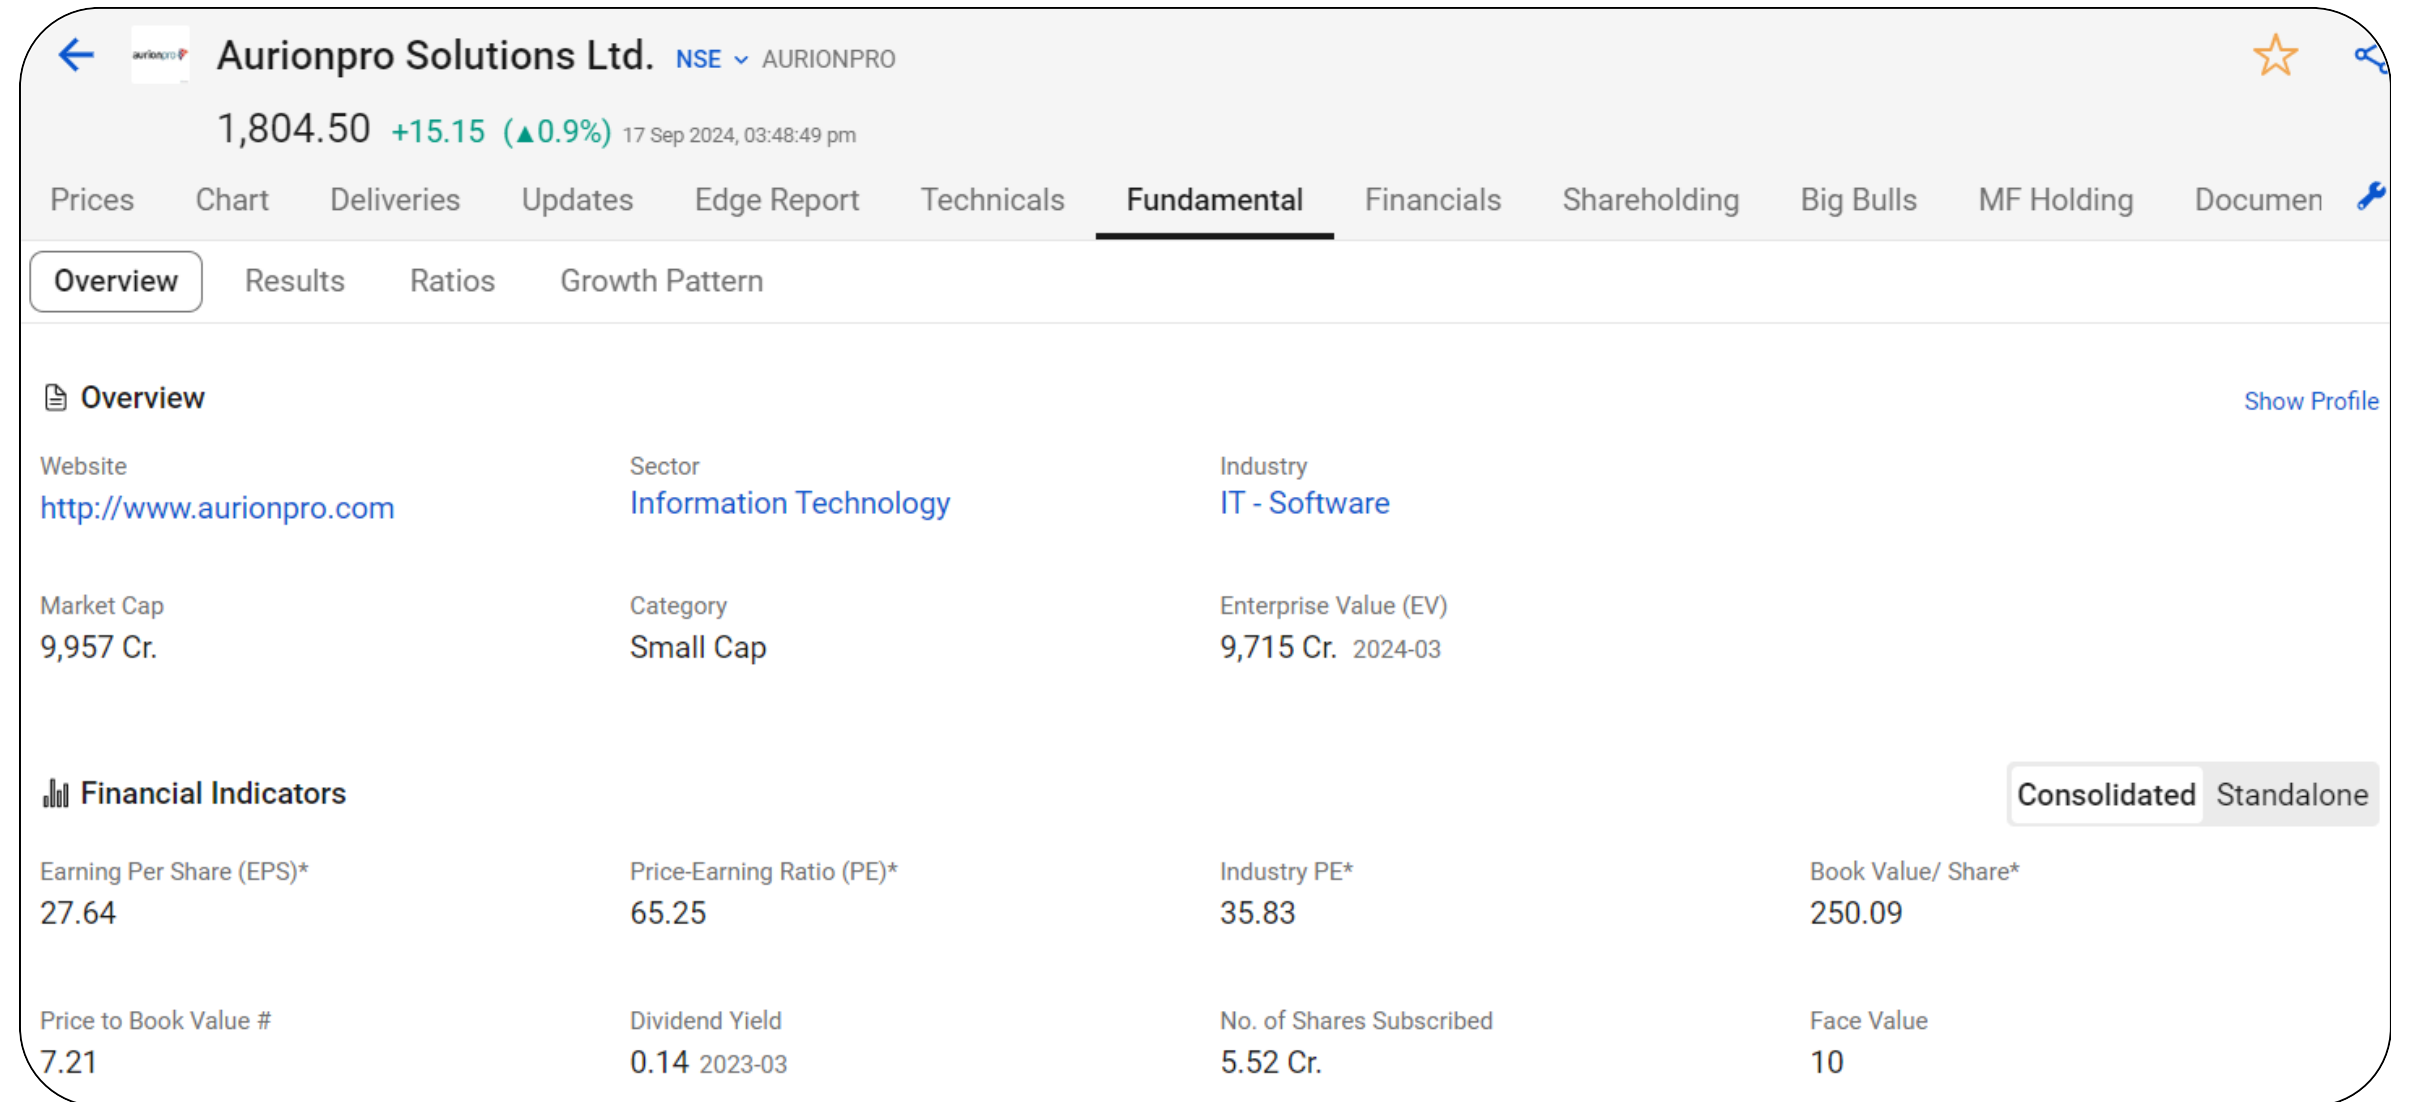 aurionpro
Aurionpro Solutions Ltd. NSE AURIONPRO
1,804.50 +15.15 (▲0.9%) 17 Sep 2024, 03:48:49 pm
Prices Chart Deliveries Updates Edge Report Technicals Fundamental Financials Shareholding Big Bulls MF Holding Documen
Overview Results Ratios Growth Pattern
Overview Show Profile
Website Sector Industry
http://www.aurionpro.com Information Technology IT - Software
Market Cap Category Enterprise Value (EV)
9,957 Cr. Small Cap 9,715 Cr. 2024-03
Financial Indicators Consolidated Standalone
Earning Per Share (EPS)* Price-Earning Ratio (PE)* Industry PE* Book Value/ Share*
27.64 65.25 35.83 250.09
Price to Book Value # Dividend Yield No. of Shares Subscribed Face Value
7.21 0.14 2023-03 5.52 Cr. 10